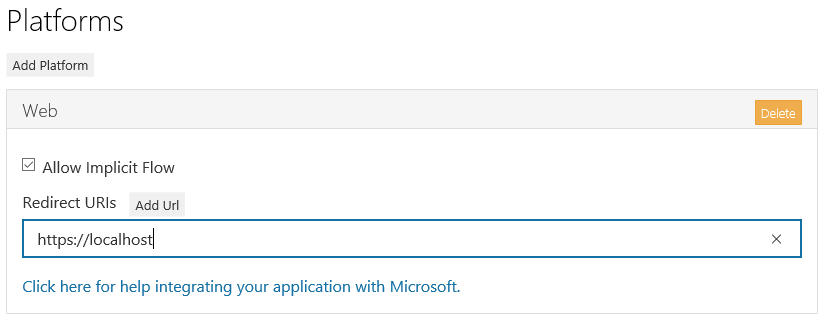 Platforms
Add Platform
Web
Delete
Allow Implicit Flow
Redirect URIs Add Url
https://localhost
Click here for help integrating your application with Microsoft.